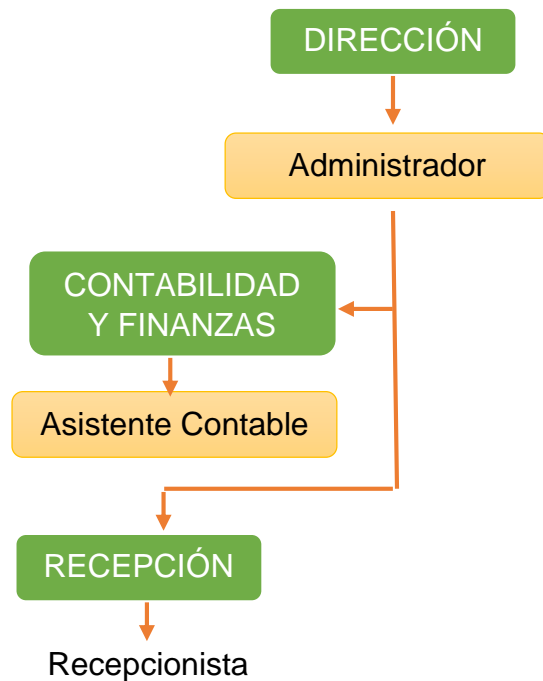 DIRECCIÓN
Administrador
CONTABILIDAD
Y FINANZAS
Asistente Contable
RECEPCIÓN
Recepcionista